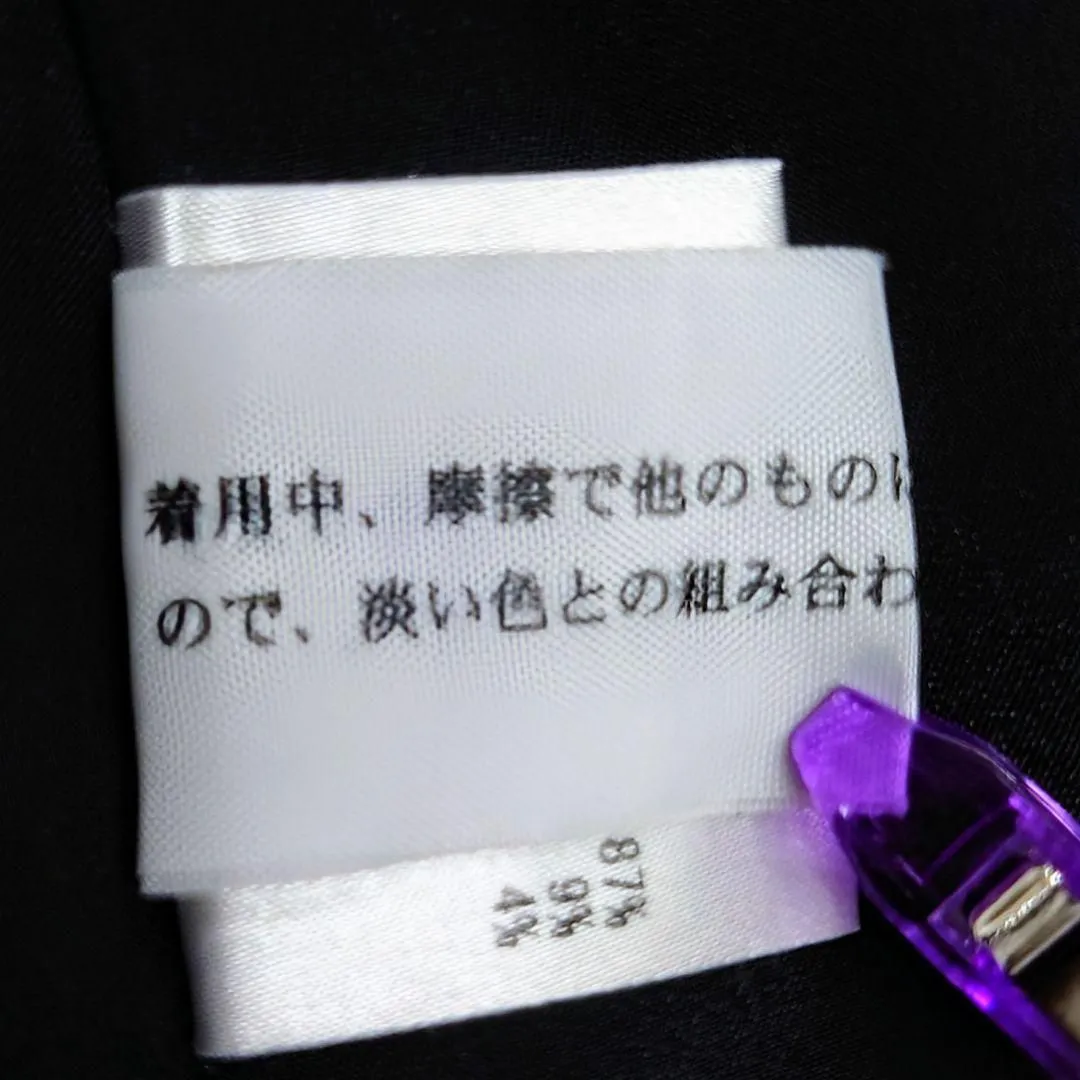 着用中、摩擦で他のものに
ので、淡い色との組み合わ
87%
9%
4%